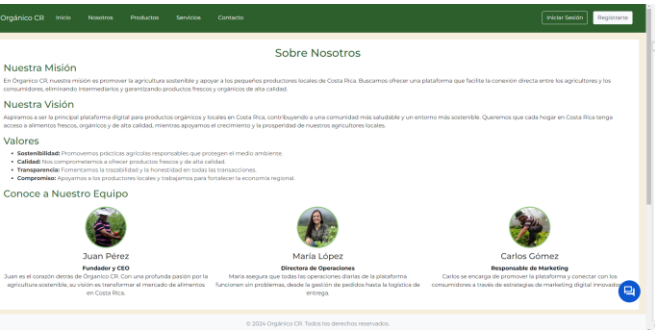 Orgánico CR Inicio Nosotros Productos Servicios Contacto Iniciar Sesión Registrarte
Sobre Nosotros
Nuestra Misión
En Organico CR, nuestra misión es promover la agricultura sostenible y apoyar a los pequeños productores locales de Costa Rica. Buscamos ofrecer una plataforma que facilite la conexión directa entre los agricultores y los
consumidores, eliminando intermediarios y garantizando productos frescos y orgánicos de alta calidad.
Nuestra Visión
Aspiramos a ser la principal plataforma digital para productos orgánicos y locales en Costa Rica, contribuyendo a una comunidad más saludable y un entorno más sostenible. Queremos que cada hogar en Costa Rica tenga
acceso a alimentos frescos, orgánicos y de alta calidad, mientras apoyamos el crecimiento y la prosperidad de nuestros agricultores locales.
Valores
• Sostenibilidad: Promovemos prácticas agrícolas responsables que protegen el medio ambiente.
• Calidad: Nos comprometemos a ofrecer productos frescos y de alta calidad.
• Transparencia: Fomentamos la trazabilidad y la honestidad en todas las transacciones.
• Compromiso: Apoyamos a los productores locales y trabajamos para fortalecer la economía regional.
Conoce a Nuestro Equipo
Juan Pérez
Fundador y CEO
Juan es el corazón detrás de Organico CR. Con una profunda pasión por la
agricultura sostenible, su visión es transformar el mercado de alimentos
en Costa Rica.
María López
Directora de Operaciones
María asegura que todas las operaciones diarias de la plataforma
funcionen sin problemas, desde la gestión de pedidos hasta la logística de
entrega.
Carlos Gómez
Responsable de Marketing
Carlos se encarga de promover la plataforma y conectar con los
consumidores a través de estrategias de marketing digital
© 2024 Orgánico CR. Todos los derechos reservados.